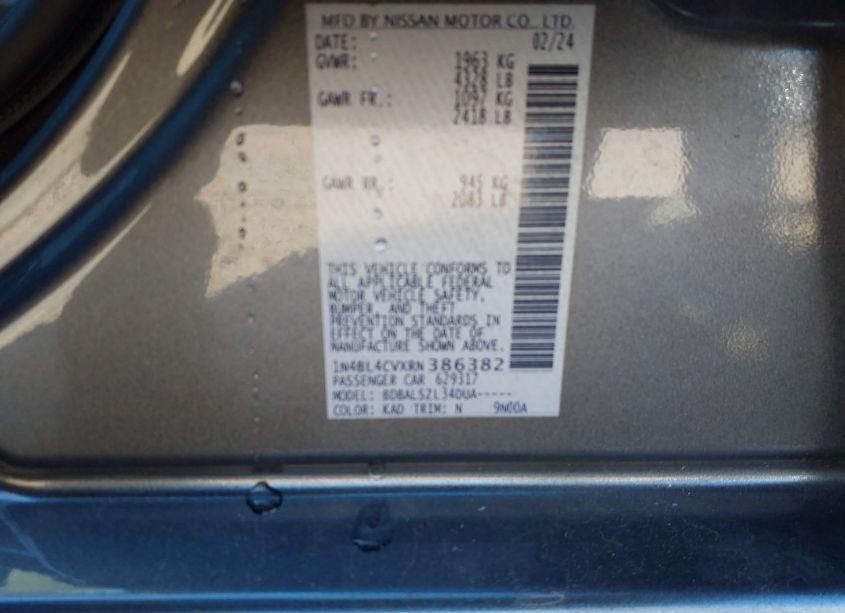 MFD BY NISSAN MOTOR CO., LTD.
DATE: 02/24
GVWR: 1963 KG
4328 LB
GAWR FR.: 1097 KG
2418 LB
GAWR RR.: 945 KG
2083 LB
THIS VEHICLE CONFORMS TO
ALL APPLICABLE FEDERAL
MOTOR VEHICLE SAFETY,
BUMPER, AND THEFT
PREVENTION STANDARDS IN
EFFECT ON THE DATE OF
MANUFACTURE SHOWN ABOVE.
1N4BL4CVXRN386382
PASSENGER CAR 629317
MODEL: BDBALSZL34DUA-----
COLOR: KAD TRIM: N 9N00A